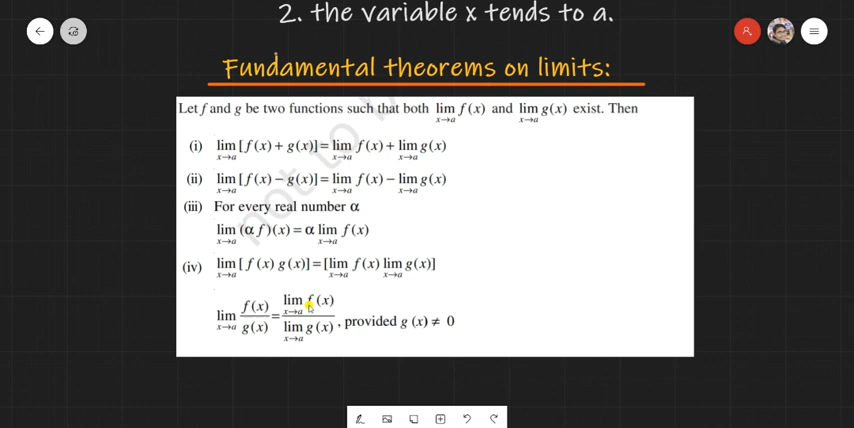 2. the variable x tends to a.
Fundamental theorems on limits:
Let f and g be two functions such that both lim x→a f(x) and lim x→a g(x) exist. Then
(i) lim x→a [f(x) + g(x)] = lim x→a f(x) + lim x→a g(x)
(ii) lim x→a [f(x) − g(x)] = lim x→a f(x) − lim x→a g(x)
(iii) For every real number α
lim x→a (α f)(x) = α lim x→a f(x)
(iv) lim x→a [f(x) g(x)] = [lim x→a f(x) lim x→a g(x)]
lim x→a f(x)/g(x) = lim x→a f(x) / lim x→a g(x), provided g(x) ≠ 0
not to b